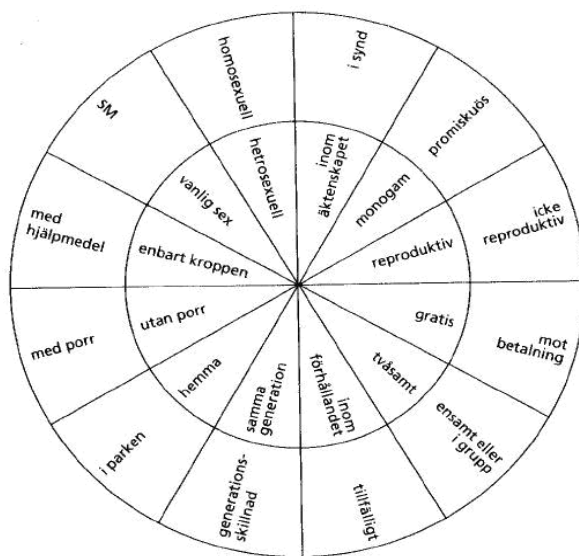 homosexuell
i synd
SM
promiskuös
hetrosexuell
inom
äktenskapet
vanlig sex
monogam
med
hjälpmedel
icke
reproduktiv
enbart kroppen
reproduktiv
utan porr
gratis
med porr
mot
betalning
hemma
samma
generation
inom
förhållandet
tvåsamt
i parken
ensamt eller
i grupp
generations-
skillnad
tillfälligt